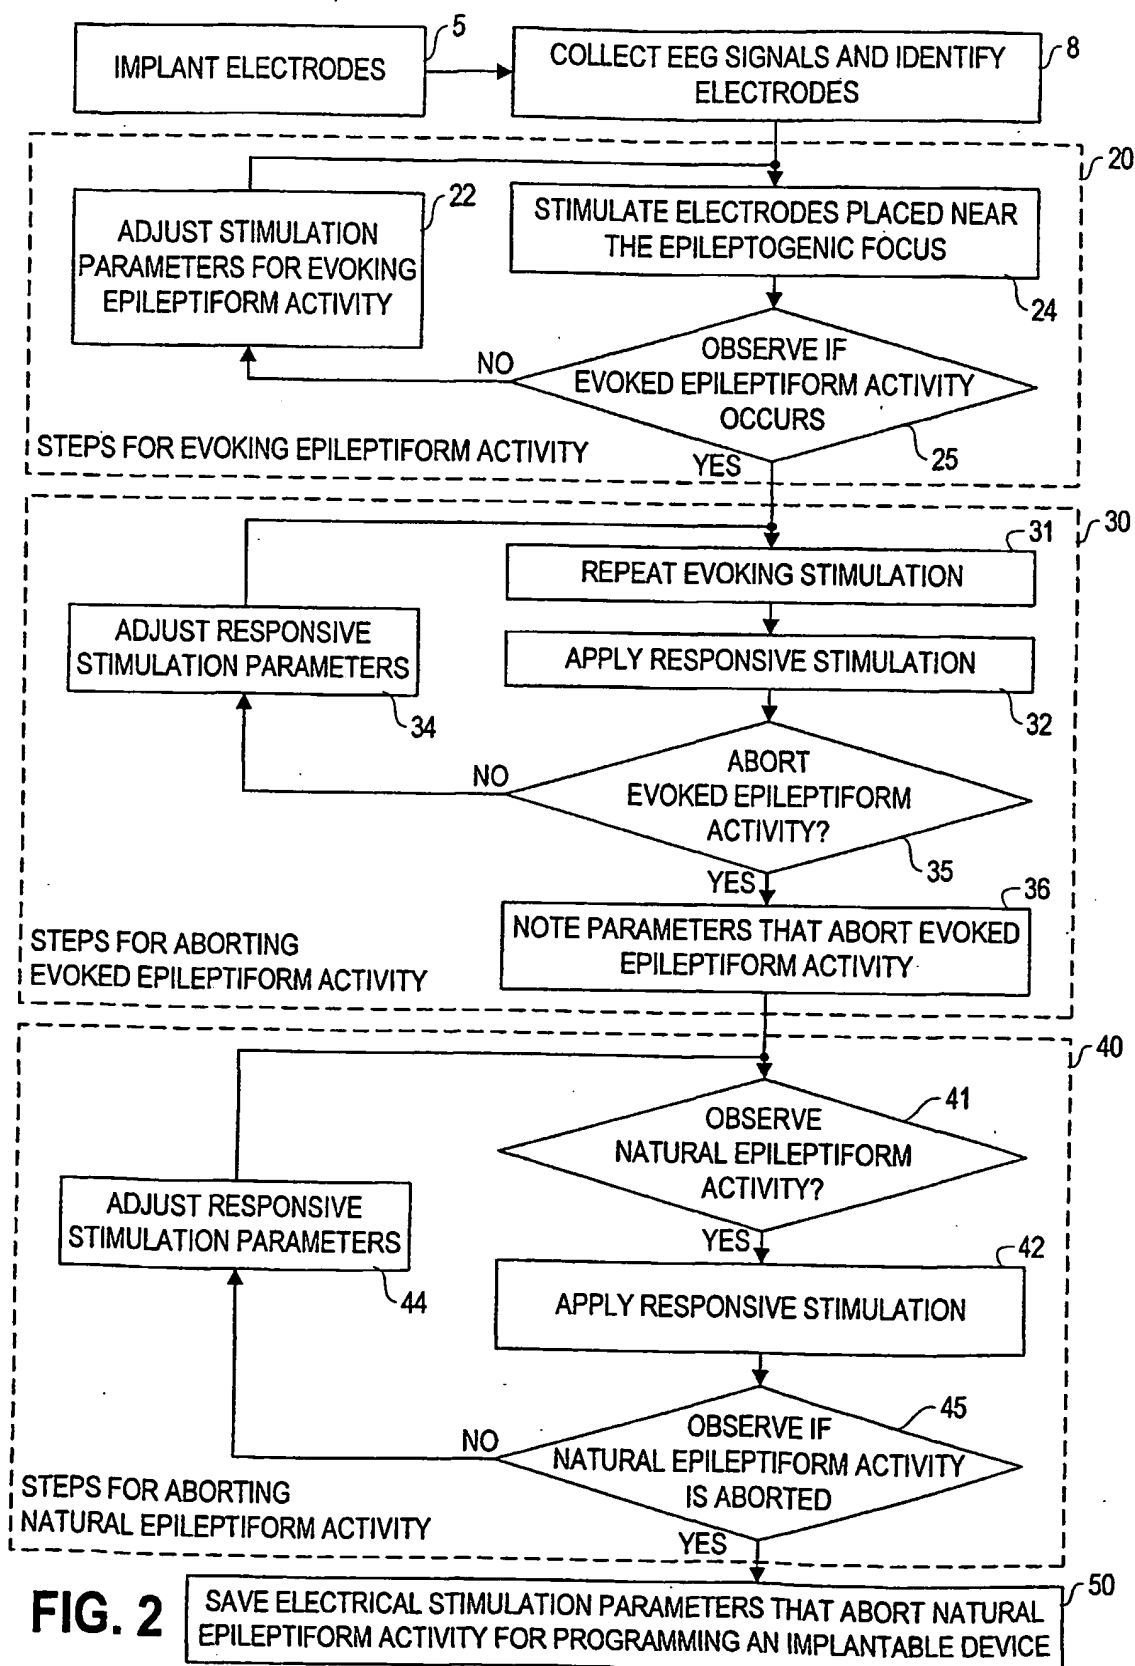 5
IMPLANT ELECTRODES
8
COLLECT EEG SIGNALS AND IDENTIFY
ELECTRODES
20
22
ADJUST STIMULATION
PARAMETERS FOR EVOKING
EPILEPTIFORM ACTIVITY
STIMULATE ELECTRODES PLACED NEAR
THE EPILEPTOGENIC FOCUS
24
NO
OBSERVE IF
EVOKED EPILEPTIFORM ACTIVITY
OCCURS
25
YES
STEPS FOR EVOKING EPILEPTIFORM ACTIVITY
30
31
REPEAT EVOKING STIMULATION
ADJUST RESPONSIVE
STIMULATION PARAMETERS
34
APPLY RESPONSIVE STIMULATION
32
NO
ABORT
EVOKED EPILEPTIFORM
ACTIVITY?
35
YES
36
NOTE PARAMETERS THAT ABORT EVOKED
EPILEPTIFORM ACTIVITY
STEPS FOR ABORTING
EVOKED EPILEPTIFORM ACTIVITY
40
41
OBSERVE
NATURAL EPILEPTIFORM
ACTIVITY?
YES
ADJUST RESPONSIVE
STIMULATION PARAMETERS
44
42
APPLY RESPONSIVE STIMULATION
45
NO
OBSERVE IF
NATURAL EPILEPTIFORM ACTIVITY
IS ABORTED
YES
STEPS FOR ABORTING
NATURAL EPILEPTIFORM ACTIVITY
50
FIG. 2
SAVE ELECTRICAL STIMULATION PARAMETERS THAT ABORT NATURAL
EPILEPTIFORM ACTIVITY FOR PROGRAMMING AN IMPLANTABLE DEVICE